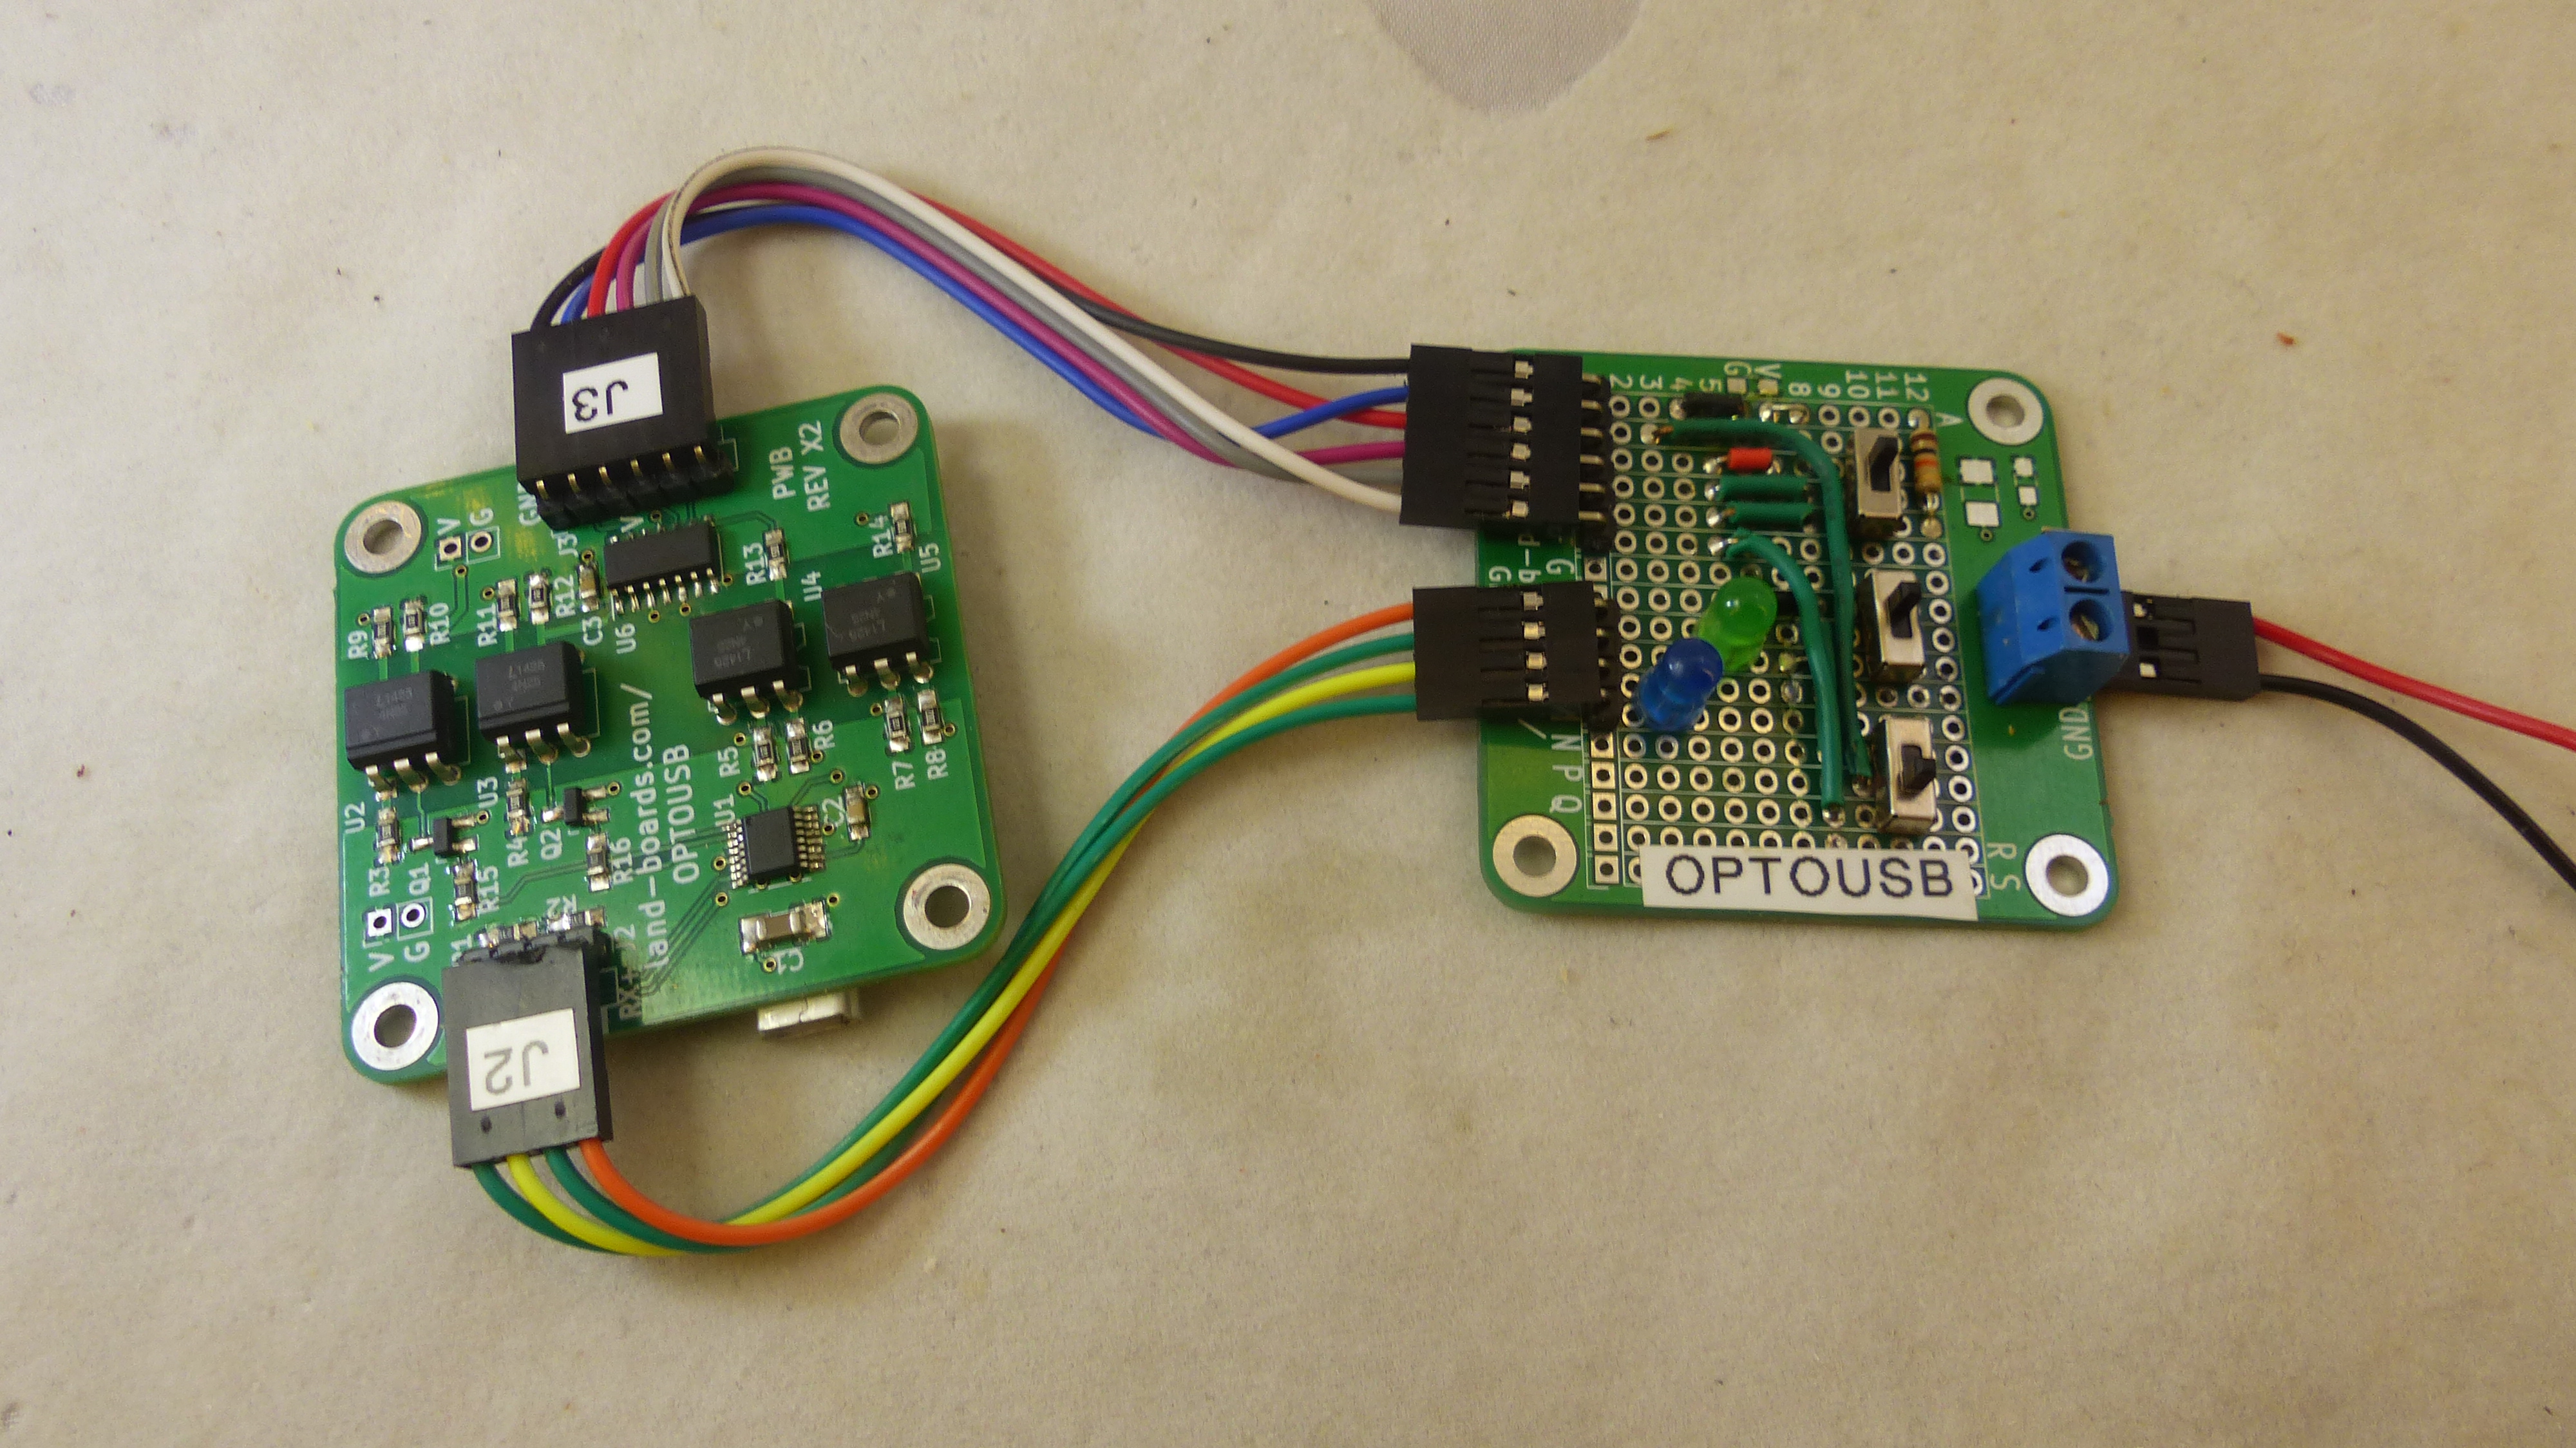 J3
PWB
REV X2
V
G
J3
V
R13
R14
U5
U4
R9
R10
R11
R12
C3
U6
land-boards.com/
OPTOUSB
R5
R6
R7
R8
U2
U3
U1
C2
R3
Q1
R4
Q2
R15
R16
V
G
C1
J2
2
3
4
5
G
V
8
9
10
11
12
A
G
G
N
P
Q
GND
R
S
OPTOUSB